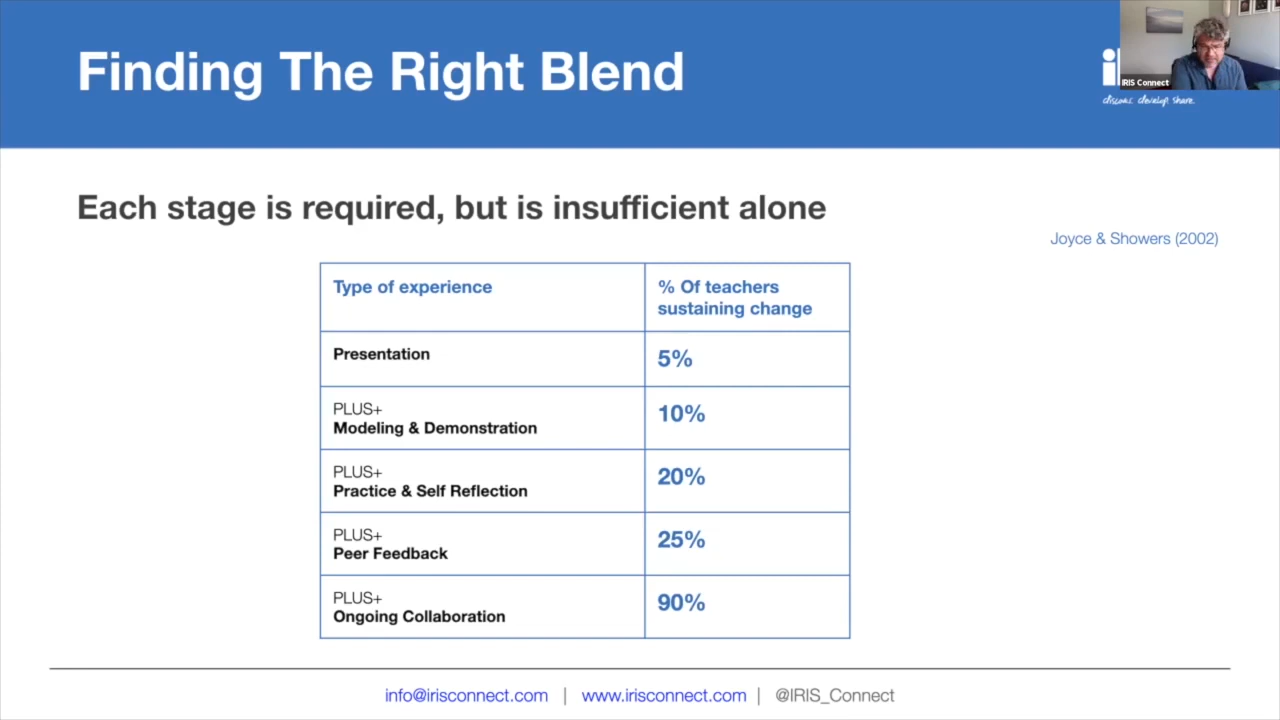 Finding The Right Blend
IRIS Connect
discover. develop. share.
Each stage is required, but is insufficient alone
Joyce & Showers (2002)
Type of experience
% Of teachers
sustaining change
Presentation
5%
PLUS+
Modeling & Demonstration
10%
PLUS+
Practice & Self Reflection
20%
PLUS+
Peer Feedback
25%
PLUS+
Ongoing Collaboration
90%
info@irisconnect.com | www.irisconnect.com | @IRIS_Connect